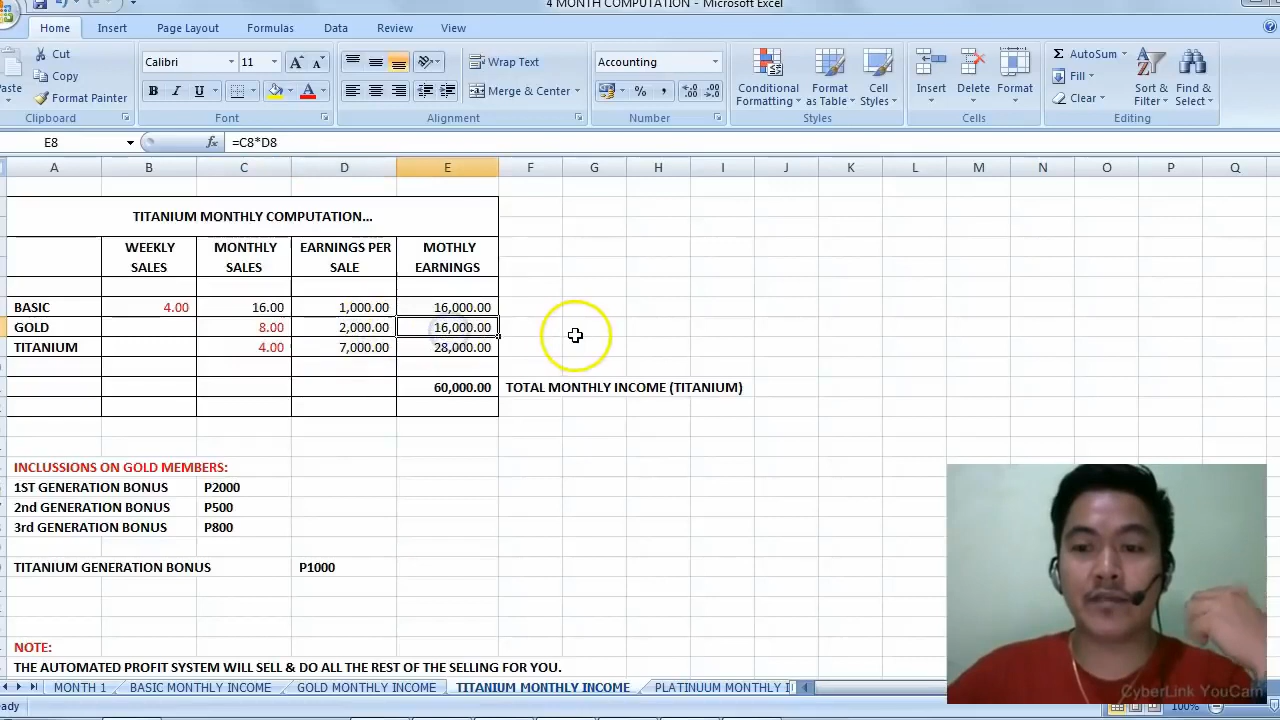 4 MONTH COMPUTATION - Microsoft Excel
Home Insert Page Layout Formulas Data Review View
Cut
Copy
Format Painter
Clipboard
Calibri 11
B I U A
Font
Wrap Text
Merge & Center
Alignment
Accounting
% ,
Number
Conditional Formatting
Format as Table
Cell Styles
Styles
Insert
Delete
Format
Cells
Σ AutoSum
Fill
Clear
Sort & Filter
Find & Select
Editing
E8 fx =C8*D8
A B C D E F G H I J K L M N O P Q
TITANIUM MONTHLY COMPUTATION...
WEEKLY SALES MONTHLY SALES EARNINGS PER SALE MOTHLY EARNINGS
BASIC 4.00 16.00 1,000.00 16,000.00
GOLD 8.00 2,000.00 16,000.00
TITANIUM 4.00 7,000.00 28,000.00
60,000.00 TOTAL MONTHLY INCOME (TITANIUM)
INCLUSSIONS ON GOLD MEMBERS:
1ST GENERATION BONUS P2000
2nd GENERATION BONUS P500
3rd GENERATION BONUS P800
TITANIUM GENERATION BONUS P1000
NOTE:
THE AUTOMATED PROFIT SYSTEM WILL SELL & DO ALL THE REST OF THE SELLING FOR YOU.
MONTH 1 BASIC MONTHLY INCOME GOLD MONTHLY INCOME TITANIUM MONTHLY INCOME PLATINUUM MONTHLY I
100%
CyberLink YouCam